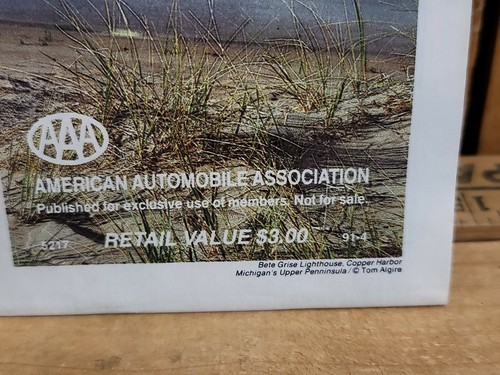 AAA
AMERICAN AUTOMOBILE ASSOCIATION
Published for exclusive use of members. Not for sale.
5217 RETAIL VALUE $3.00 91-4
Bete Grise Lighthouse, Copper Harbor
Michigan's Upper Penninsula / © Tom Algire